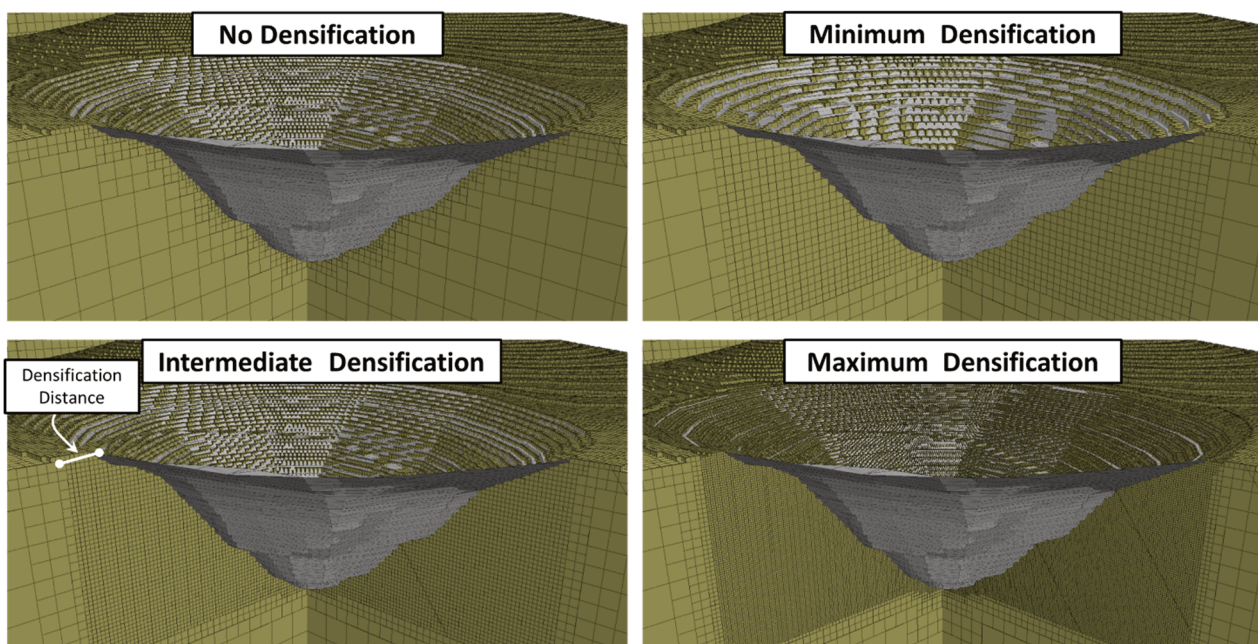 No Densification
Minimum Densification
Intermediate Densification
Densification
Distance
Maximum Densification